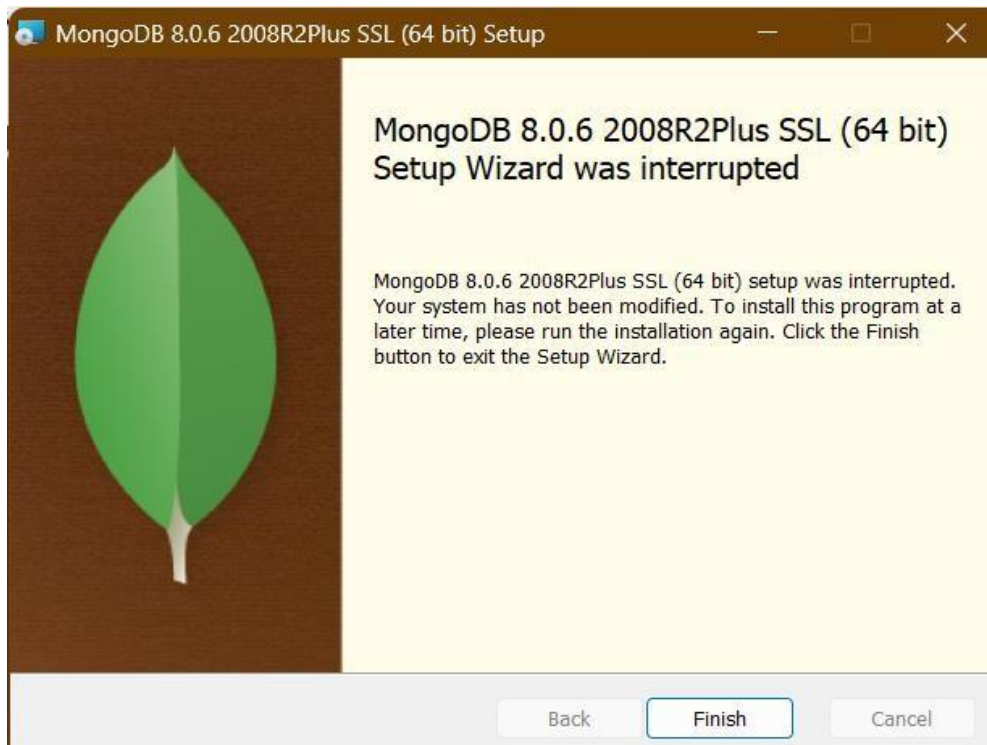 MongoDB 8.0.6 2008R2Plus SSL (64 bit) Setup
MongoDB 8.0.6 2008R2Plus SSL (64 bit)
Setup Wizard was interrupted
MongoDB 8.0.6 2008R2Plus SSL (64 bit) setup was interrupted.
Your system has not been modified. To install this program at a
later time, please run the installation again. Click the Finish
button to exit the Setup Wizard.
Back Finish Cancel